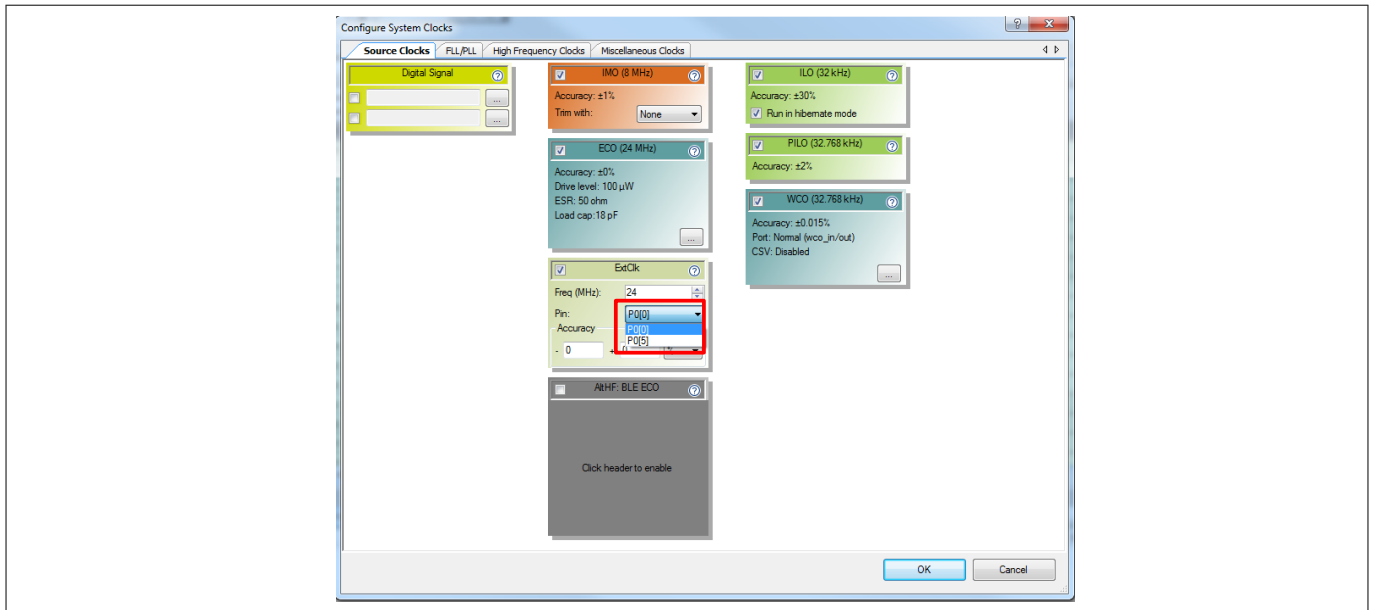 Configure System Clocks
Source Clocks FLL/PLL High Frequency Clocks Miscellaneous Clocks
Digital Signal
...
...
IMO (8 MHz)
Accuracy: ±1%
Trim with: None
ECO (24 MHz)
Accuracy: ±0%
Drive level: 100 µW
ESR: 50 ohm
Load cap:18 pF
...
ExtClk
Freq (MHz): 24
Pin: P0[0]
P0[0]
P0[5]
Accuracy
- 0 +
AltHF: BLE ECO
Click header to enable
ILO (32 kHz)
Accuracy: ±30%
Run in hibernate mode
PILO (32.768 kHz)
Accuracy: ±2%
WCO (32.768 kHz)
Accuracy: ±0.015%
Port: Normal (wco_in/out)
CSV: Disabled
...
OK Cancel